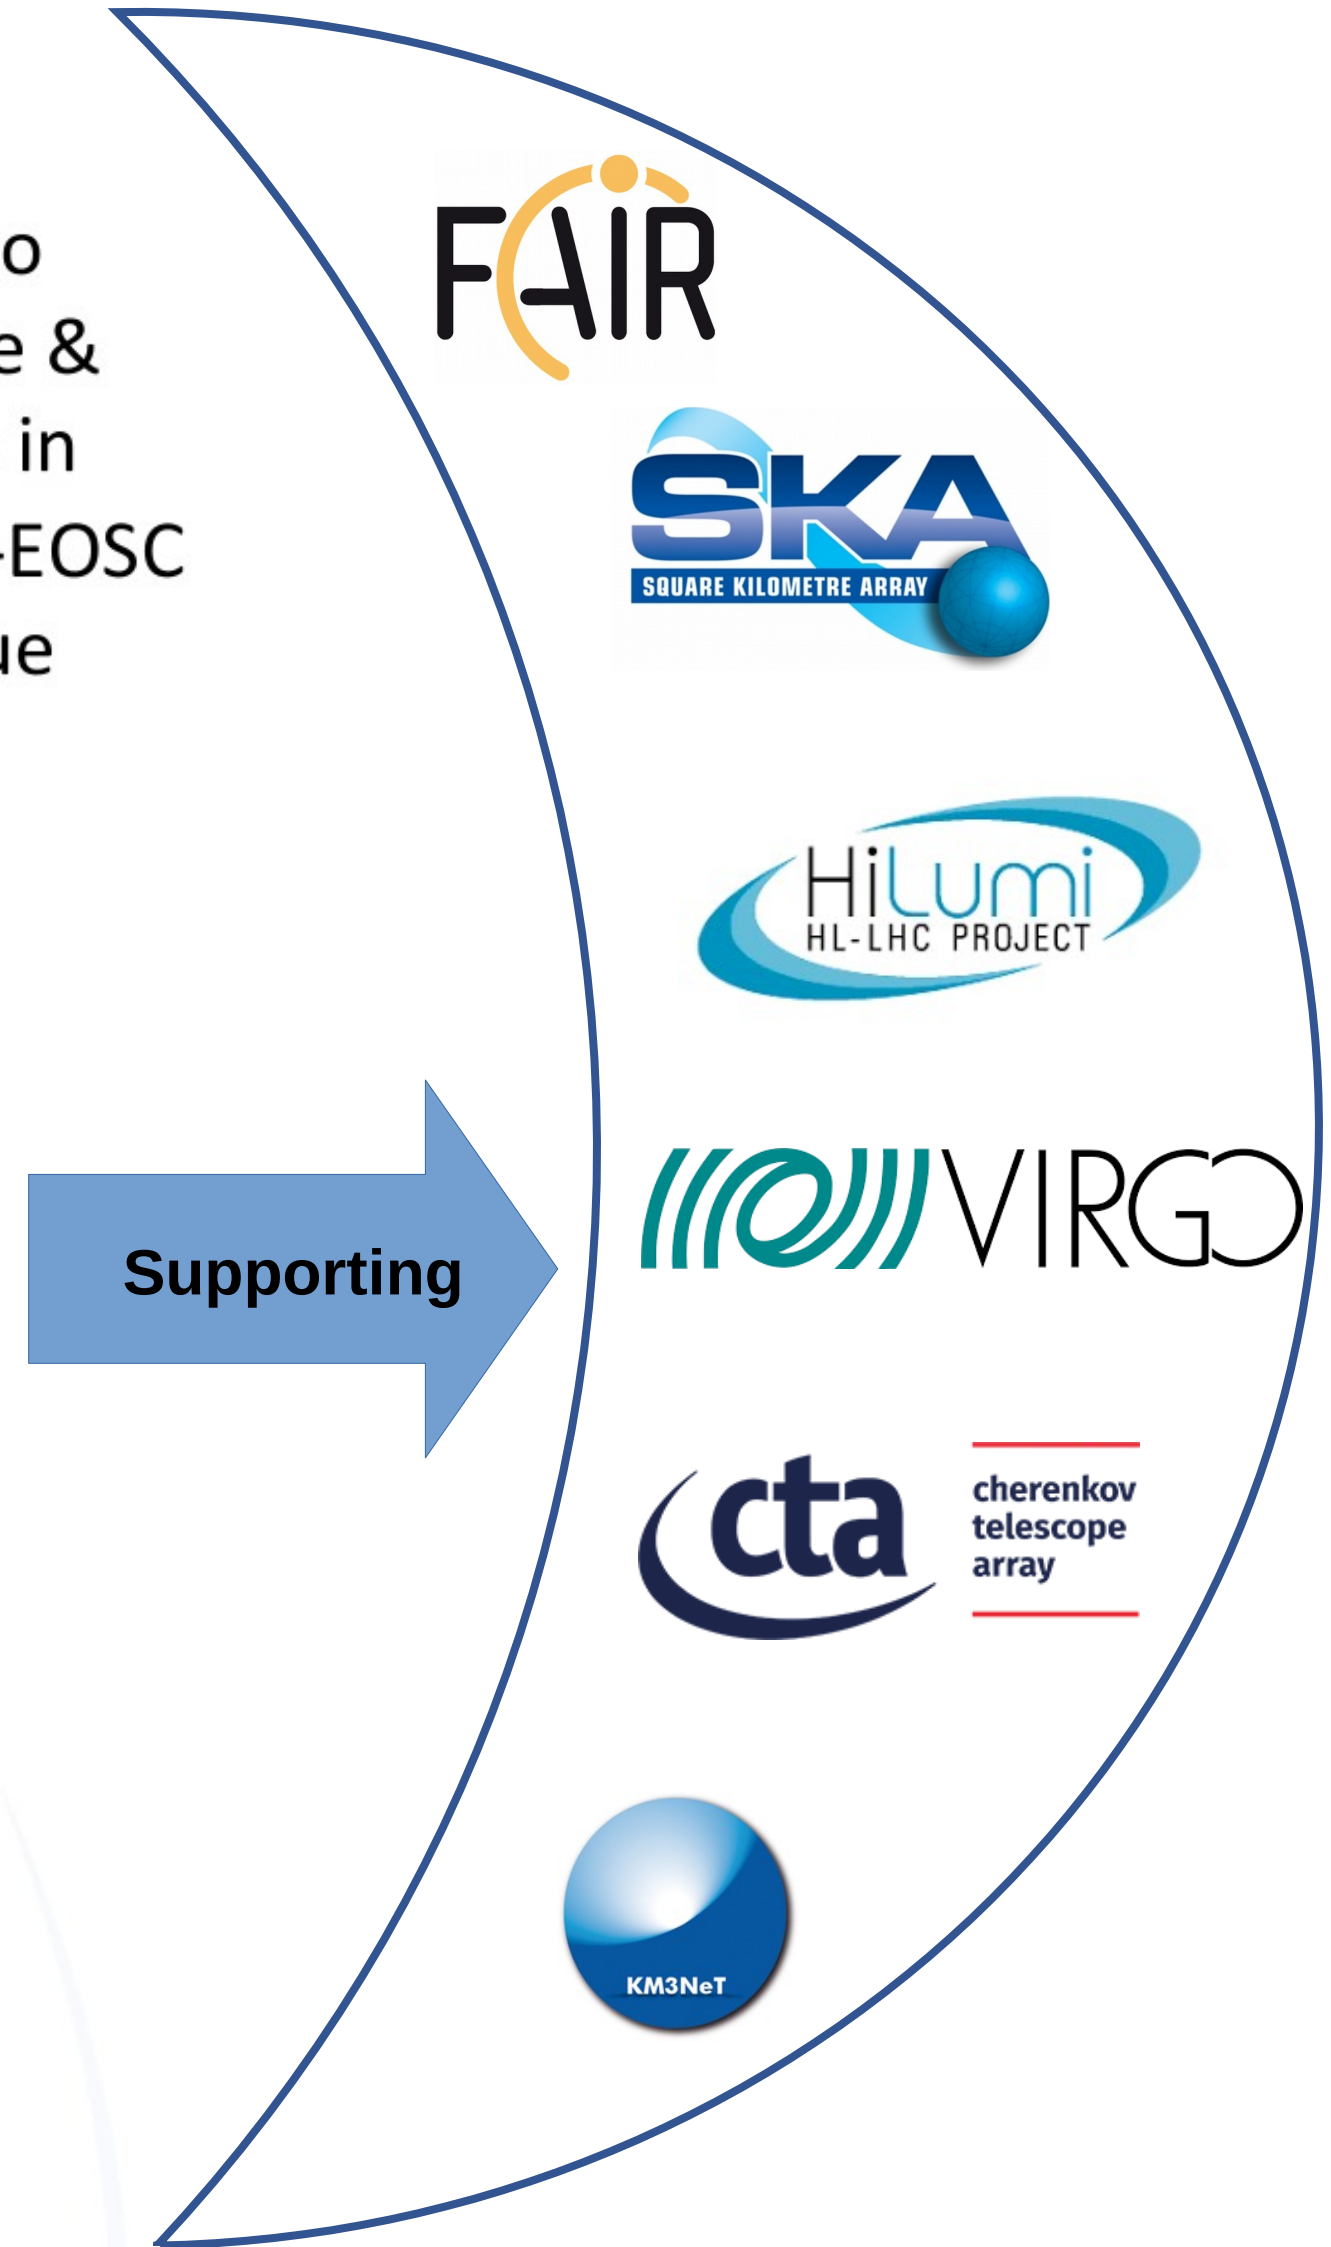 o
e &
in
-EOSC
ue
FAIR
SKA
SQUARE KILOMETRE ARRAY
HiLumi
HL-LHC PROJECT
Supporting
VIRGO
cta
cherenkov
telescope
array
KM3NeT